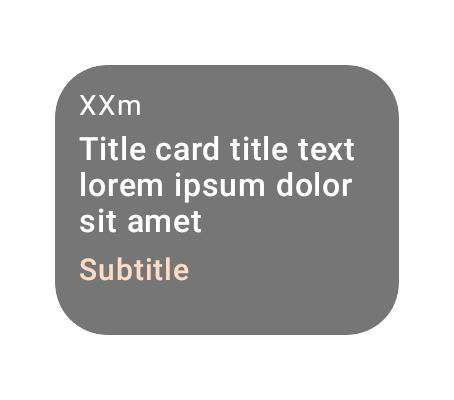 XXm
Title card title text
lorem ipsum dolor
sit amet
Subtitle